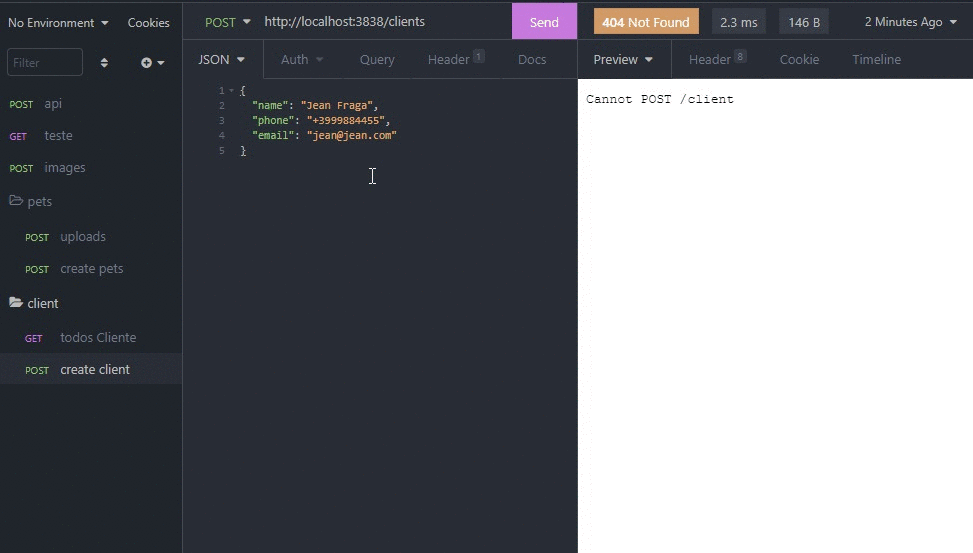 No Environment Cookies
Filter
POST api
GET teste
POST images
pets
POST uploads
POST create pets
client
GET todos Cliente
POST create client
POST http://localhost:3838/clients Send
JSON Auth Query Header 1 Docs
1 {
2 "name": "Jean Fraga",
3 "phone": "+3999884455",
4 "email": "jean@jean.com"
5 }
404 Not Found 2.3 ms 146 B 2 Minutes Ago
Preview Header 8 Cookie Timeline
Cannot POST /client